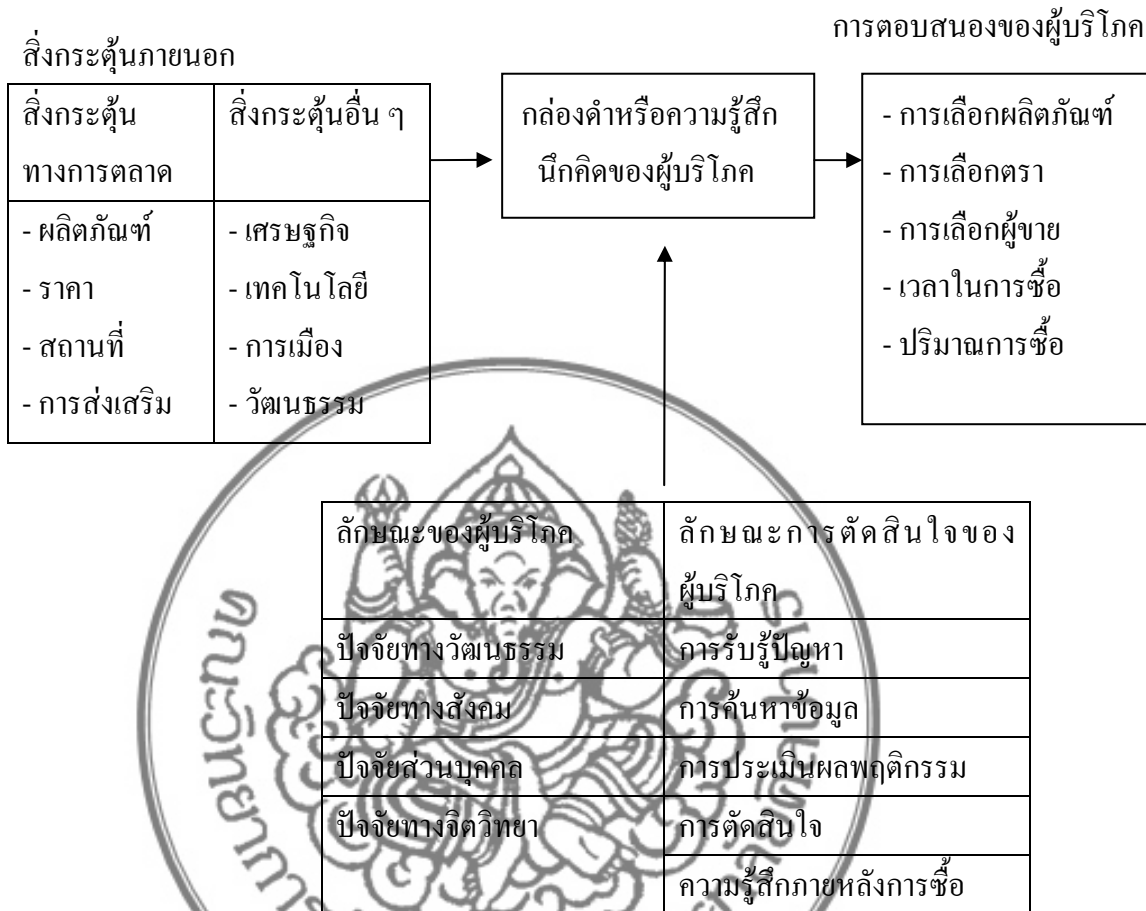 การตอบสนองของผู้บริโภค
สิ่งกระตุ้นภายนอก
สิ่งกระตุ้น
ทางการตลาด
สิ่งกระตุ้นอื่น ๆ
- ผลิตภัณฑ์
- ราคา
- สถานที่
- การส่งเสริม
- เศรษฐกิจ
- เทคโนโลยี
- การเมือง
- วัฒนธรรม
กล่องดำหรือความรู้สึก
นึกคิดของผู้บริโภค
- การเลือกผลิตภัณฑ์
- การเลือกตรา
- การเลือกผู้ขาย
- เวลาในการซื้อ
- ปริมาณการซื้อ
ลักษณะของผู้บริโภค
ลักษณะการตัดสินใจของ
ผู้บริโภค
ปัจจัยทางวัฒนธรรม
การรับรู้ปัญหา
ปัจจัยทางสังคม
การค้นหาข้อมูล
ปัจจัยส่วนบุคคล
การประเมินผลพฤติกรรม
ปัจจัยทางจิตวิทยา
การตัดสินใจ
ความรู้สึกภายหลังการซื้อ